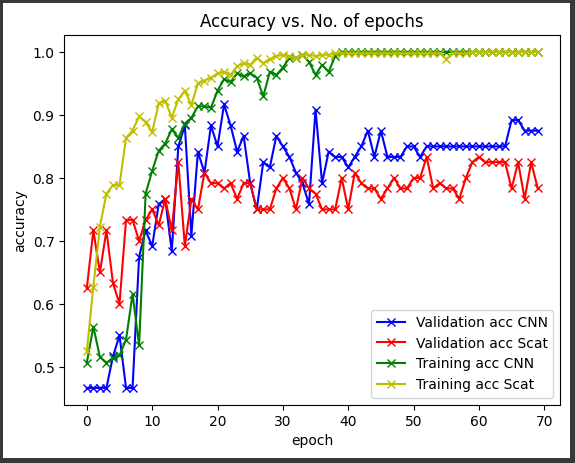 Accuracy vs. No. of epochs
1.0
0.9
0.8
0.7
0.6
0.5
accuracy
Validation acc CNN
Validation acc Scat
Training acc CNN
Training acc Scat
0 10 20 30 40 50 60 70
epoch